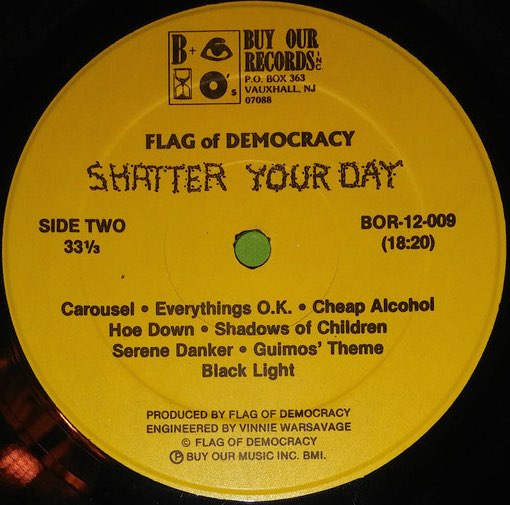 B +
's
BUY OUR
RECORDS INC
P.O. BOX 363
VAUXHALL, NJ
07088
FLAG of DEMOCRACY
SHATTER YOUR DAY
SIDE TWO
33⅓
BOR-12-009
(18:20)
Carousel • Everythings O.K. • Cheap Alcohol
Hoe Down • Shadows of Children
Serene Danker • Guimos' Theme
Black Light
PRODUCED BY FLAG OF DEMOCRACY
ENGINEERED BY VINNIE WARSAVAGE
© FLAG OF DEMOCRACY
Ⓟ BUY OUR MUSIC INC. BMI.